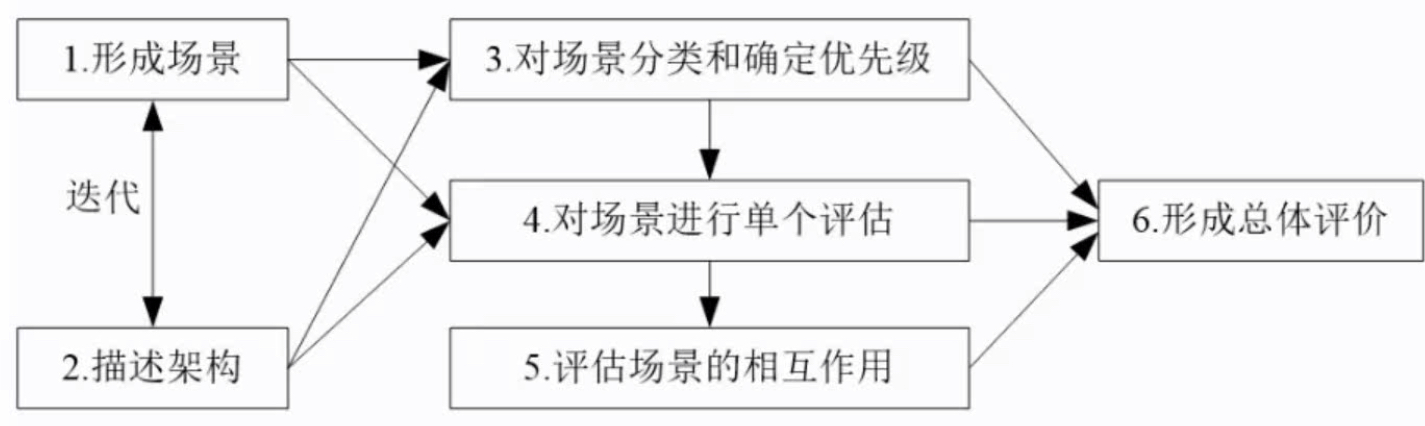 1.形成场景
3.对场景分类和确定优先级
迭代
4.对场景进行单个评估
6.形成总体评价
2.描述架构
5.评估场景的相互作用